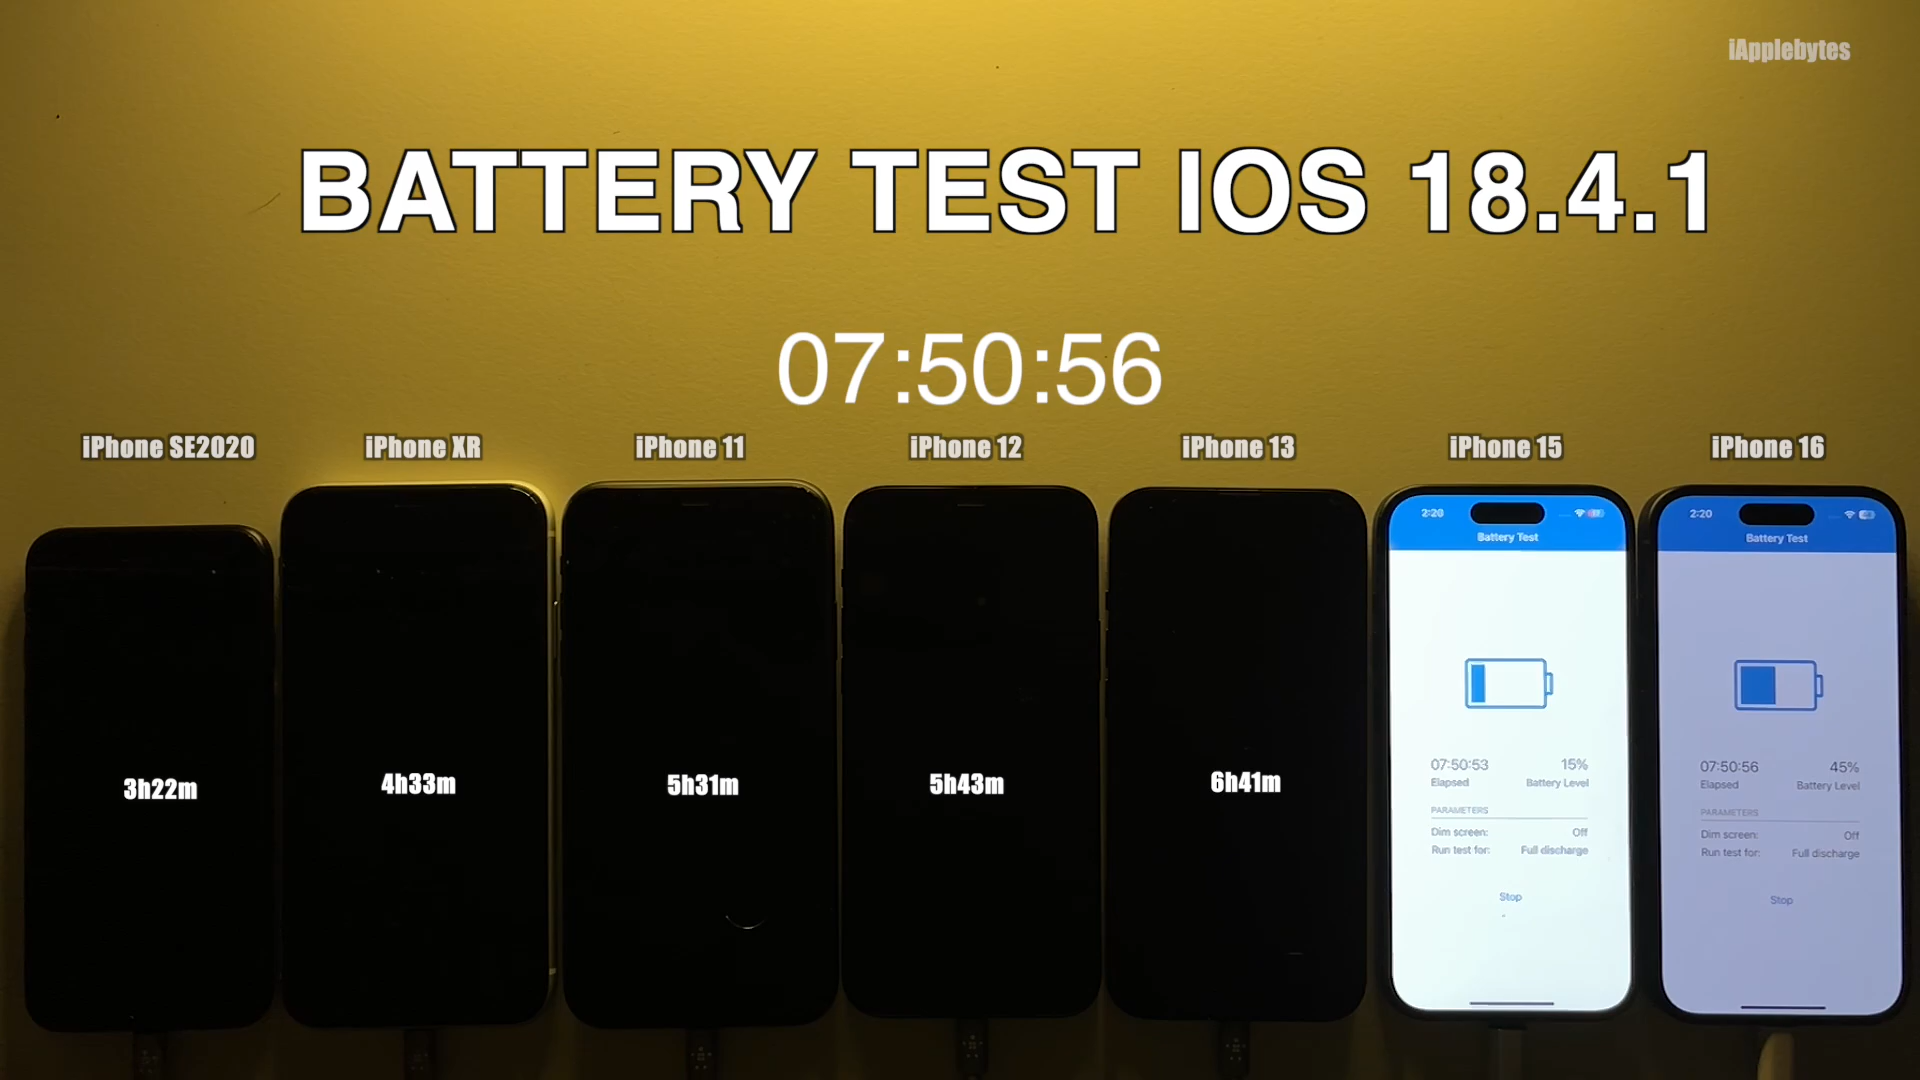 iApplebytes
BATTERY TEST IOS 18.4.1
07:50:56
iPhone SE2020
iPhone XR
iPhone 11
iPhone 12
iPhone 13
iPhone 15
iPhone 16
3h22m
4h33m
5h31m
5h43m
6h41m
2:20
Battery Test
07:50:53 15%
Elapsed Battery Level
PARAMETERS
Dim screen: Off
Run test for: Full discharge
Stop
2:20
Battery Test
07:50:56 45%
Elapsed Battery Level
PARAMETERS
Dim screen: Off
Run test for: Full discharge
Stop